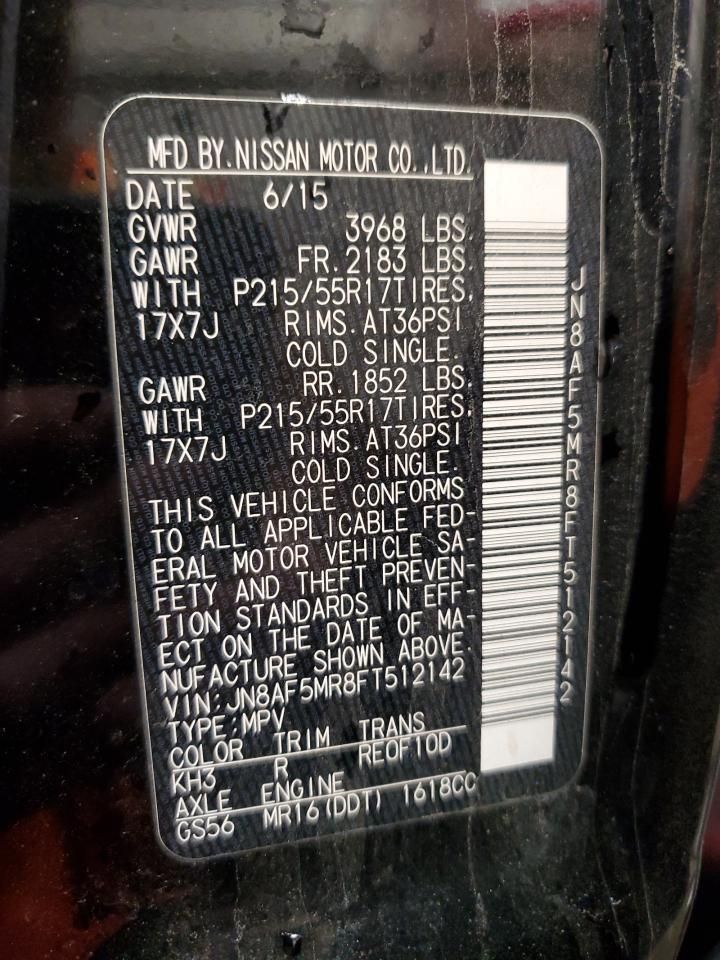 MFD BY.NISSAN MOTOR CO.,LTD.
DATE 6/15
GVWR 3968 LBS.
GAWR FR.2183 LBS.
WITH P215/55R17TIRES,
17X7J RIMS.AT36PSI
COLD SINGLE.
GAWR RR.1852 LBS.
WITH P215/55R17TIRES,
17X7J RIMS.AT36PSI
COLD SINGLE.
THIS VEHICLE CONFORMS
TO ALL APPLICABLE FED-
ERAL MOTOR VEHICLE SA-
FETY AND THEFT PREVEN-
TION STANDARDS IN EFF-
ECT ON THE DATE OF MA-
NUFACTURE SHOWN ABOVE.
VIN:JN8AF5MR8FT512142
TYPE:MPV
COLOR TRIM TRANS
KH3 R RE0F10D
AXLE ENGINE
GS56 MR16(DDT) 1618CC
JN8AF5MR8FT512142